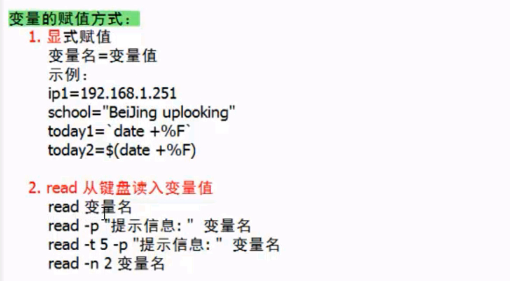 变量的赋值方式：
1. 显式赋值
变量名=变量值
示例：
ip1=192.168.1.251
school="BeiJing uplooking"
today1=`date +%F`
today2=$(date +%F)
2. read 从键盘读入变量值
read 变量名
read -p "提示信息: " 变量名
read -t 5 -p "提示信息: " 变量名
read -n 2 变量名